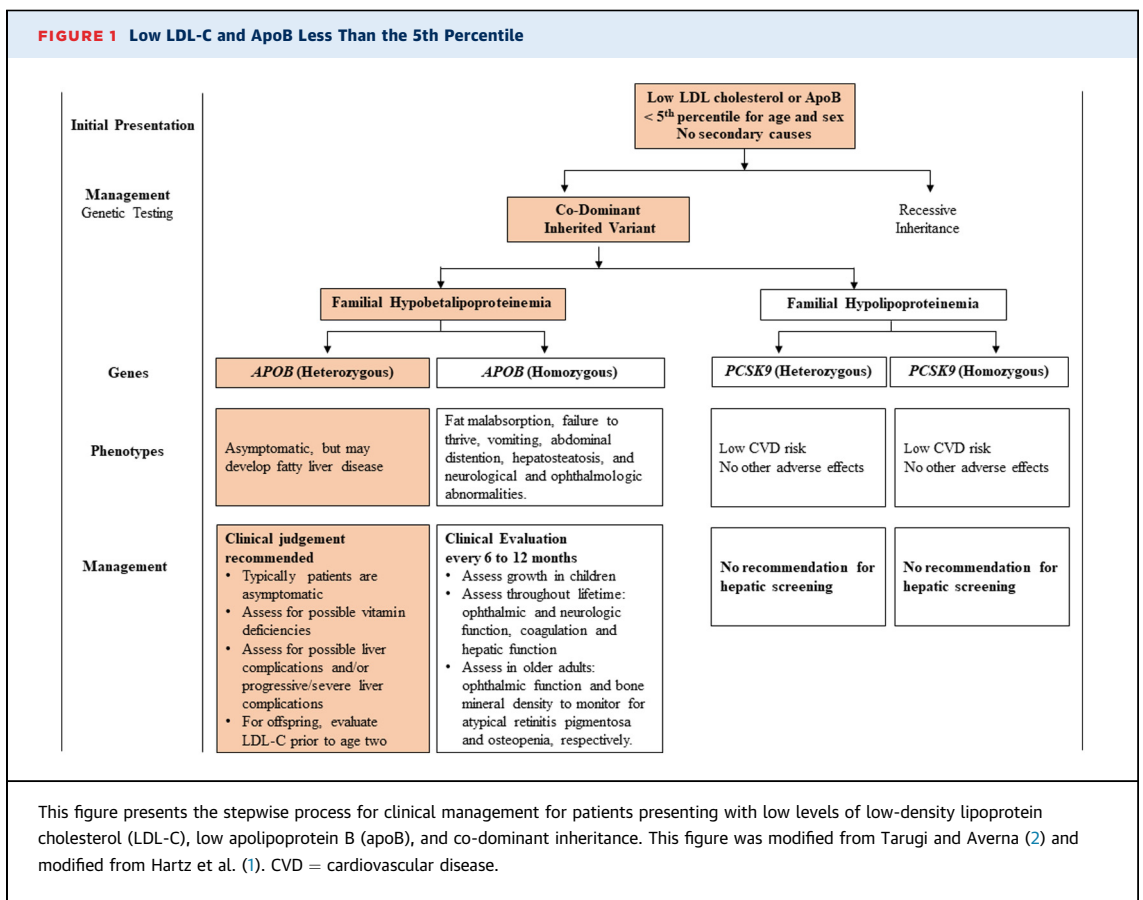 FIGURE 1 Low LDL-C and ApoB Less Than the 5th Percentile
Initial Presentation
Low LDL cholesterol or ApoB
< 5th percentile for age and sex
No secondary causes
Management
Genetic Testing
Co-Dominant
Inherited Variant
Recessive
Inheritance
Familial Hypobetalipoproteinemia
Familial Hypolipoproteinemia
Genes
APOB (Heterozygous)
APOB (Homozygous)
PCSK9 (Heterozygous)
PCSK9 (Homozygous)
Phenotypes
Asymptomatic, but may
develop fatty liver disease
Fat malabsorption, failure to
thrive, vomiting, abdominal
distention, hepatosteatosis, and
neurological and ophthalmologic
abnormalities.
Low CVD risk
No other adverse effects
Low CVD risk
No other adverse effects
Management
Clinical judgement
recommended
• Typically patients are
asymptomatic
• Assess for possible vitamin
deficiencies
• Assess for possible liver
complications and/or
progressive/severe liver
complications
• For offspring, evaluate
LDL-C prior to age two
Clinical Evaluation
every 6 to 12 months
• Assess growth in children
• Assess throughout lifetime:
ophthalmic and neurologic
function, coagulation and
hepatic function
• Assess in older adults:
ophthalmic function and bone
mineral density to monitor for
atypical retinitis pigmentosa
and osteopenia, respectively.
No recommendation for
hepatic screening
No recommendation for
hepatic screening
This figure presents the stepwise process for clinical management for patients presenting with low levels of low-density lipoprotein
cholesterol (LDL-C), low apolipoprotein B (apoB), and co-dominant inheritance. This figure was modified from Tarugi and Averna (2) and
modified from Hartz et al. (1). CVD = cardiovascular disease.